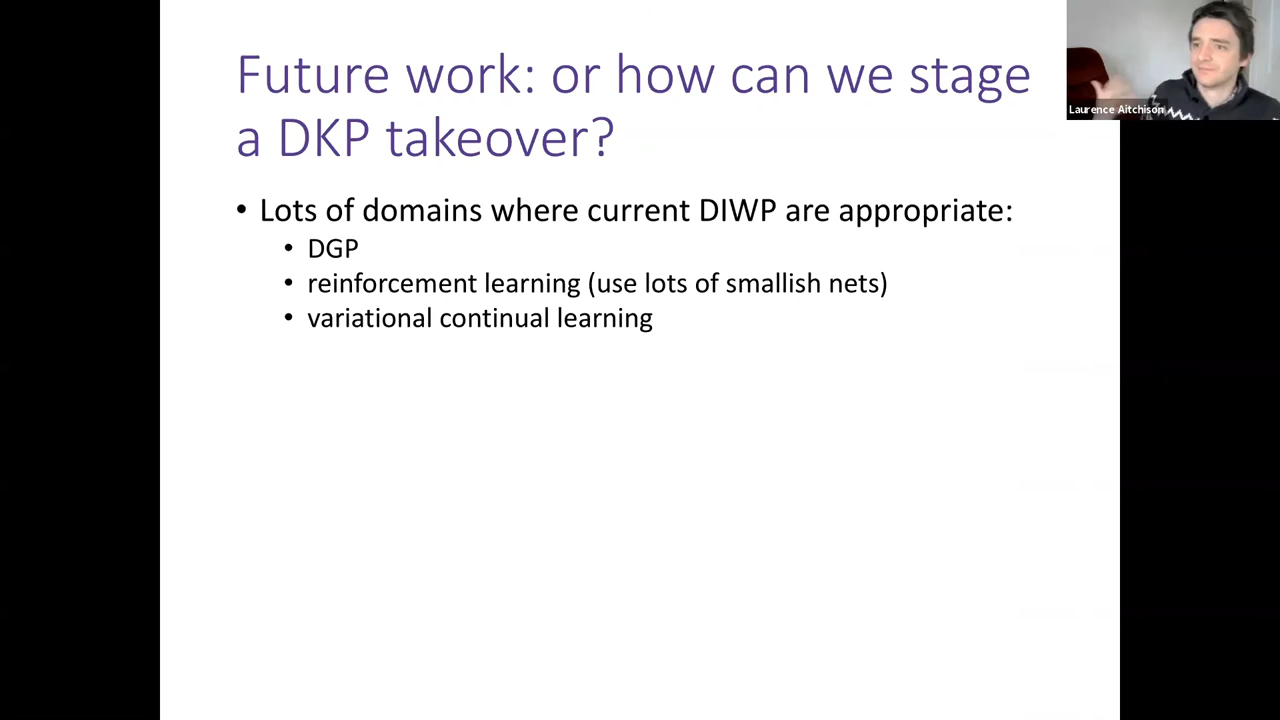 Future work: or how can we stage
a DKP takeover?
• Lots of domains where current DIWP are appropriate:
• DGP
• reinforcement learning (use lots of smallish nets)
• variational continual learning
Laurence Aitchison